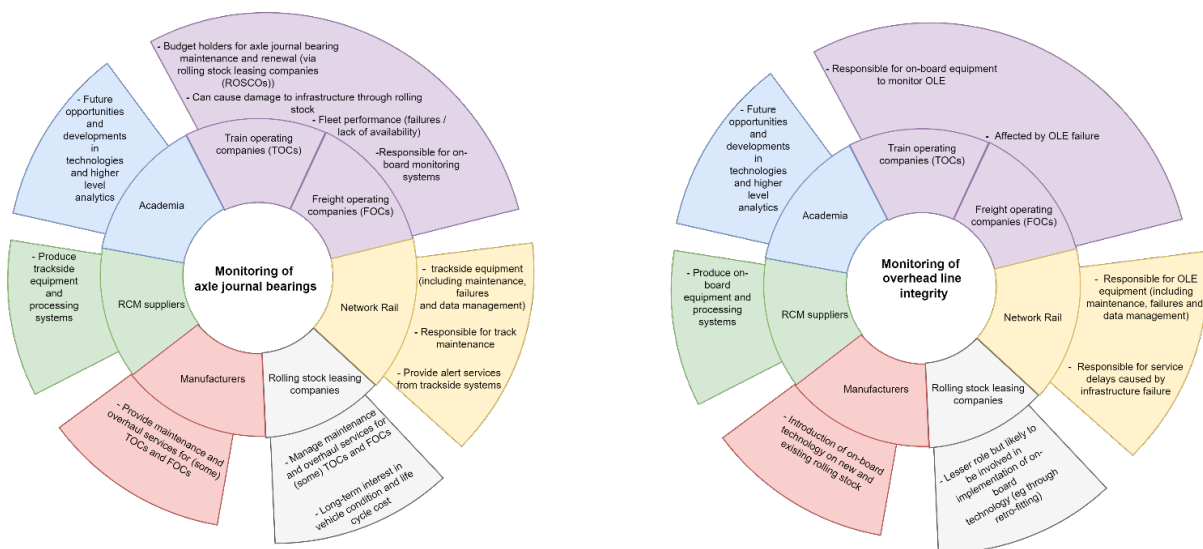 - Budget holders for axle journal bearing
maintenance and renewal (via
rolling stock leasing companies
(ROSCOs))
- Can cause damage to infrastructure through rolling
stock
- Fleet performance (failures /
lack of availability)
-Responsible for on-
board monitoring
systems
Train operating
companies (TOCs)
Freight operating
companies (FOCs)
- Future
opportunities
and
developments
in
technologies
and higher
level
analytics
Academia
- Produce
trackside
equipment
and
processing
systems
RCM suppliers
Monitoring of
axle journal bearings
Network Rail
- trackside equipment
(including maintenance,
failures
and data management)
- Responsible for track
maintenance
- Provide alert services
from trackside systems
Manufacturers
- Provide maintenance and
overhaul services for (some)
TOCs and FOCs
Rolling stock leasing
companies
- Manage maintenance
and overhaul services for
(some) TOCs and FOCs
- Long-term interest in
vehicle condition and life
cycle cost
- Responsible for on-board equipment to
monitor OLE
- Affected by OLE failure
Train operating
companies (TOCs)
Freight operating
companies (FOCs)
- Future
opportunities
and
developments
in
technologies
and higher
level
analytics
Academia
- Produce on-
board
equipment and
processing
systems
RCM suppliers
Monitoring of
overhead line
integrity
Network Rail
- Responsible for OLE
equipment (including
maintenance, failures and
data management)
- Responsible for service
delays caused by
infrastructure failure
Manufacturers
- Introduction of on-board
technology on new and
existing rolling stock
Rolling stock leasing
companies
- Lesser role but likely to
be involved in
implementation of on-
board
technology (eg through
retro-fitting)